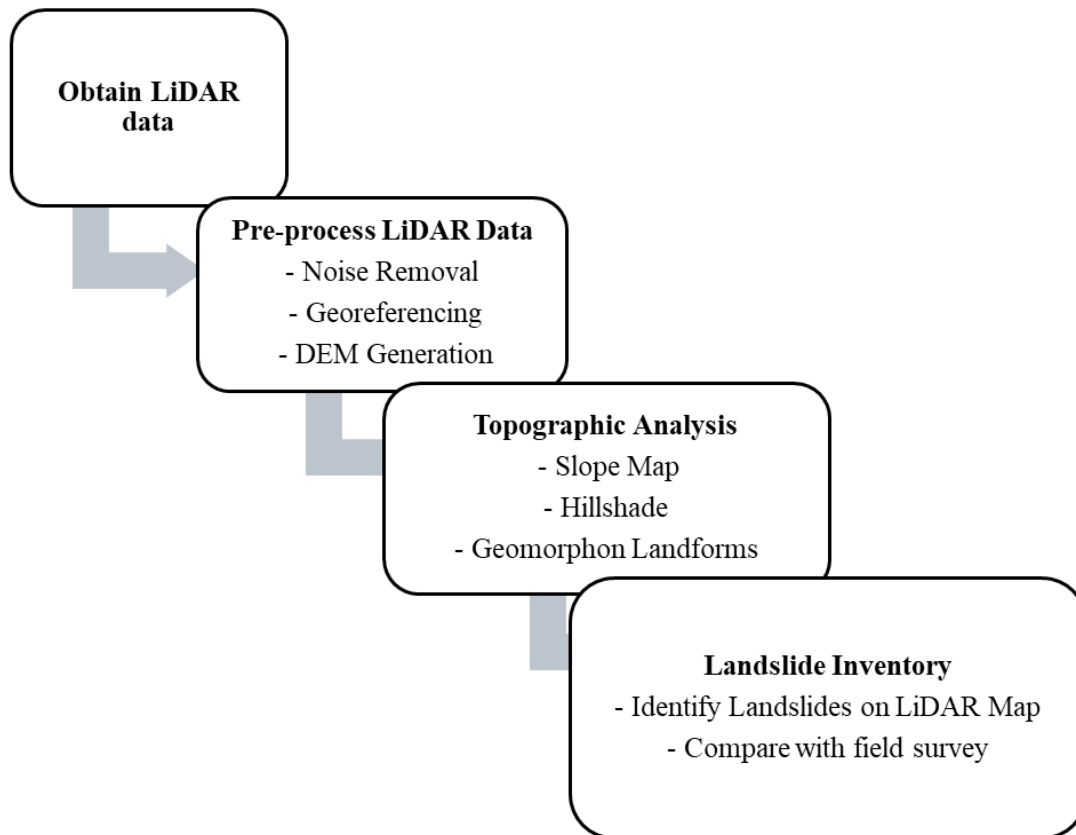 Obtain LiDAR
data
Pre-process LiDAR Data
- Noise Removal
- Georeferencing
- DEM Generation
Topographic Analysis
- Slope Map
- Hillshade
- Geomorphon Landforms
Landslide Inventory
- Identify Landslides on LiDAR Map
- Compare with field survey